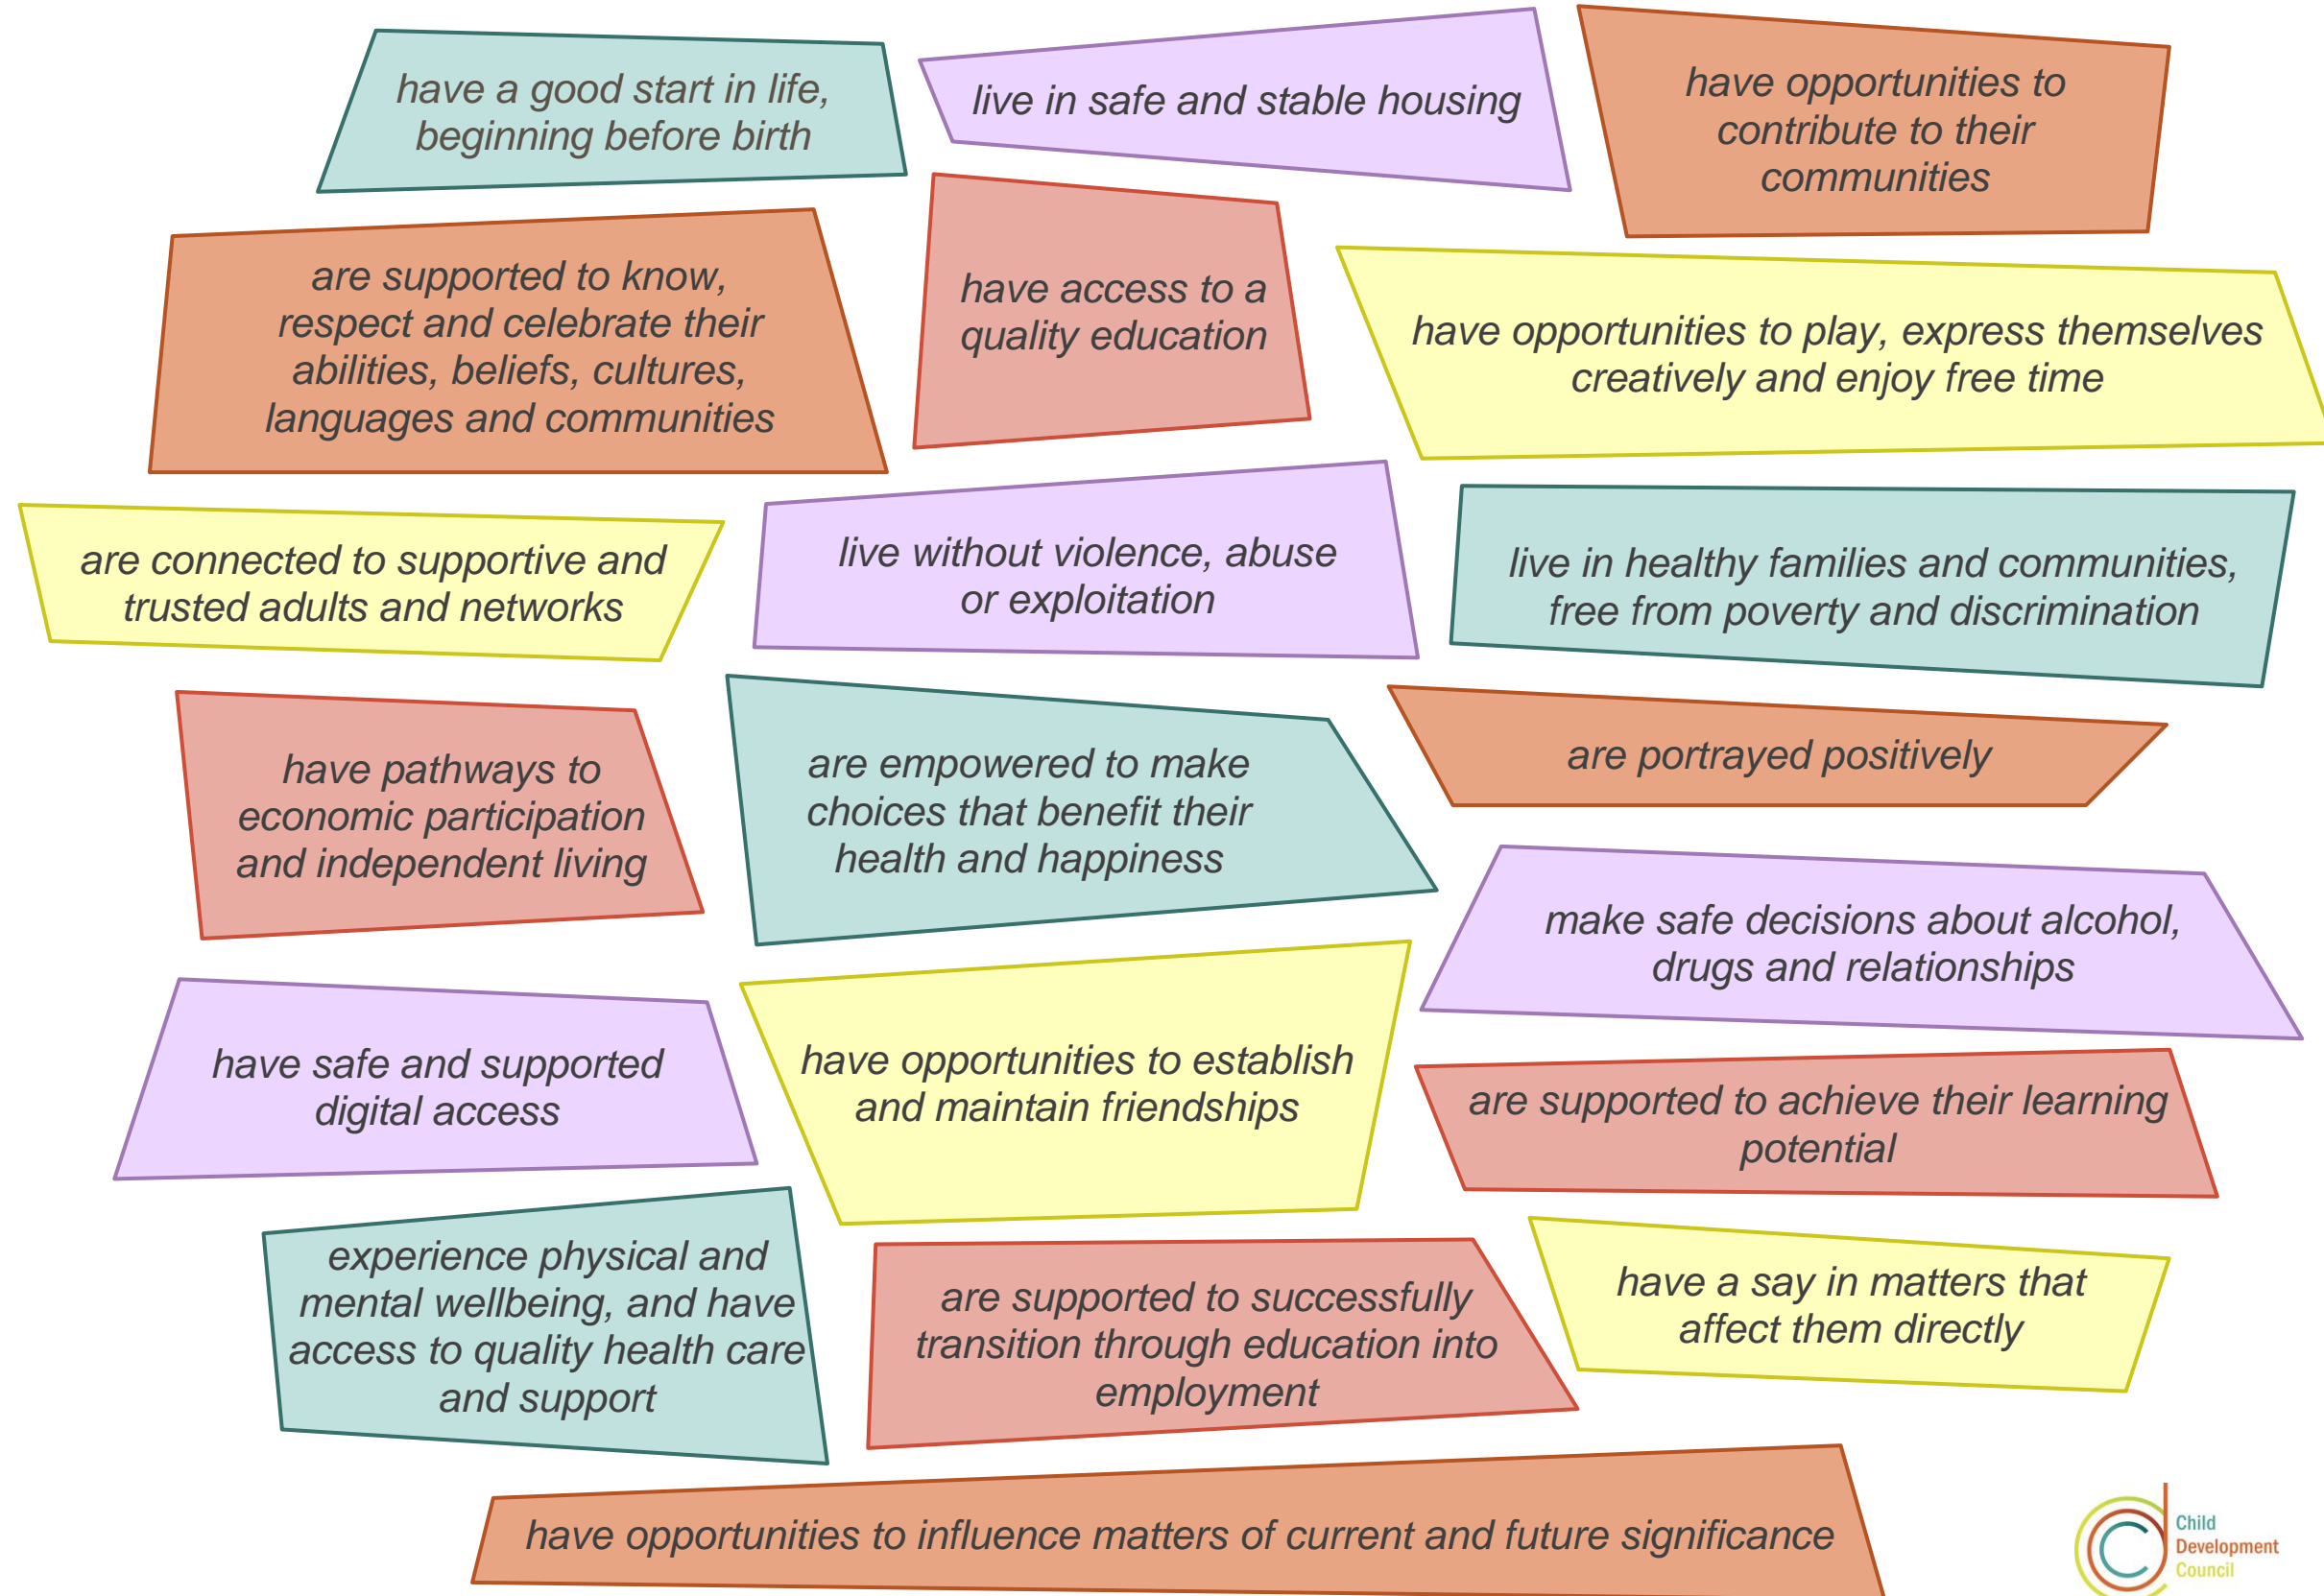 have a good start in life,
beginning before birth
live in safe and stable housing
have opportunities to
contribute to their
communities
are supported to know,
respect and celebrate their
abilities, beliefs, cultures,
languages and communities
have access to a
quality education
have opportunities to play, express themselves
creatively and enjoy free time
are connected to supportive and
trusted adults and networks
live without violence, abuse
or exploitation
live in healthy families and communities,
free from poverty and discrimination
have pathways to
economic participation
and independent living
are empowered to make
choices that benefit their
health and happiness
are portrayed positively
make safe decisions about alcohol,
drugs and relationships
have safe and supported
digital access
have opportunities to establish
and maintain friendships
are supported to achieve their learning
potential
experience physical and
mental wellbeing, and have
access to quality health care
and support
are supported to successfully
transition through education into
employment
have a say in matters that
affect them directly
have opportunities to influence matters of current and future significance
Child
Development
Council